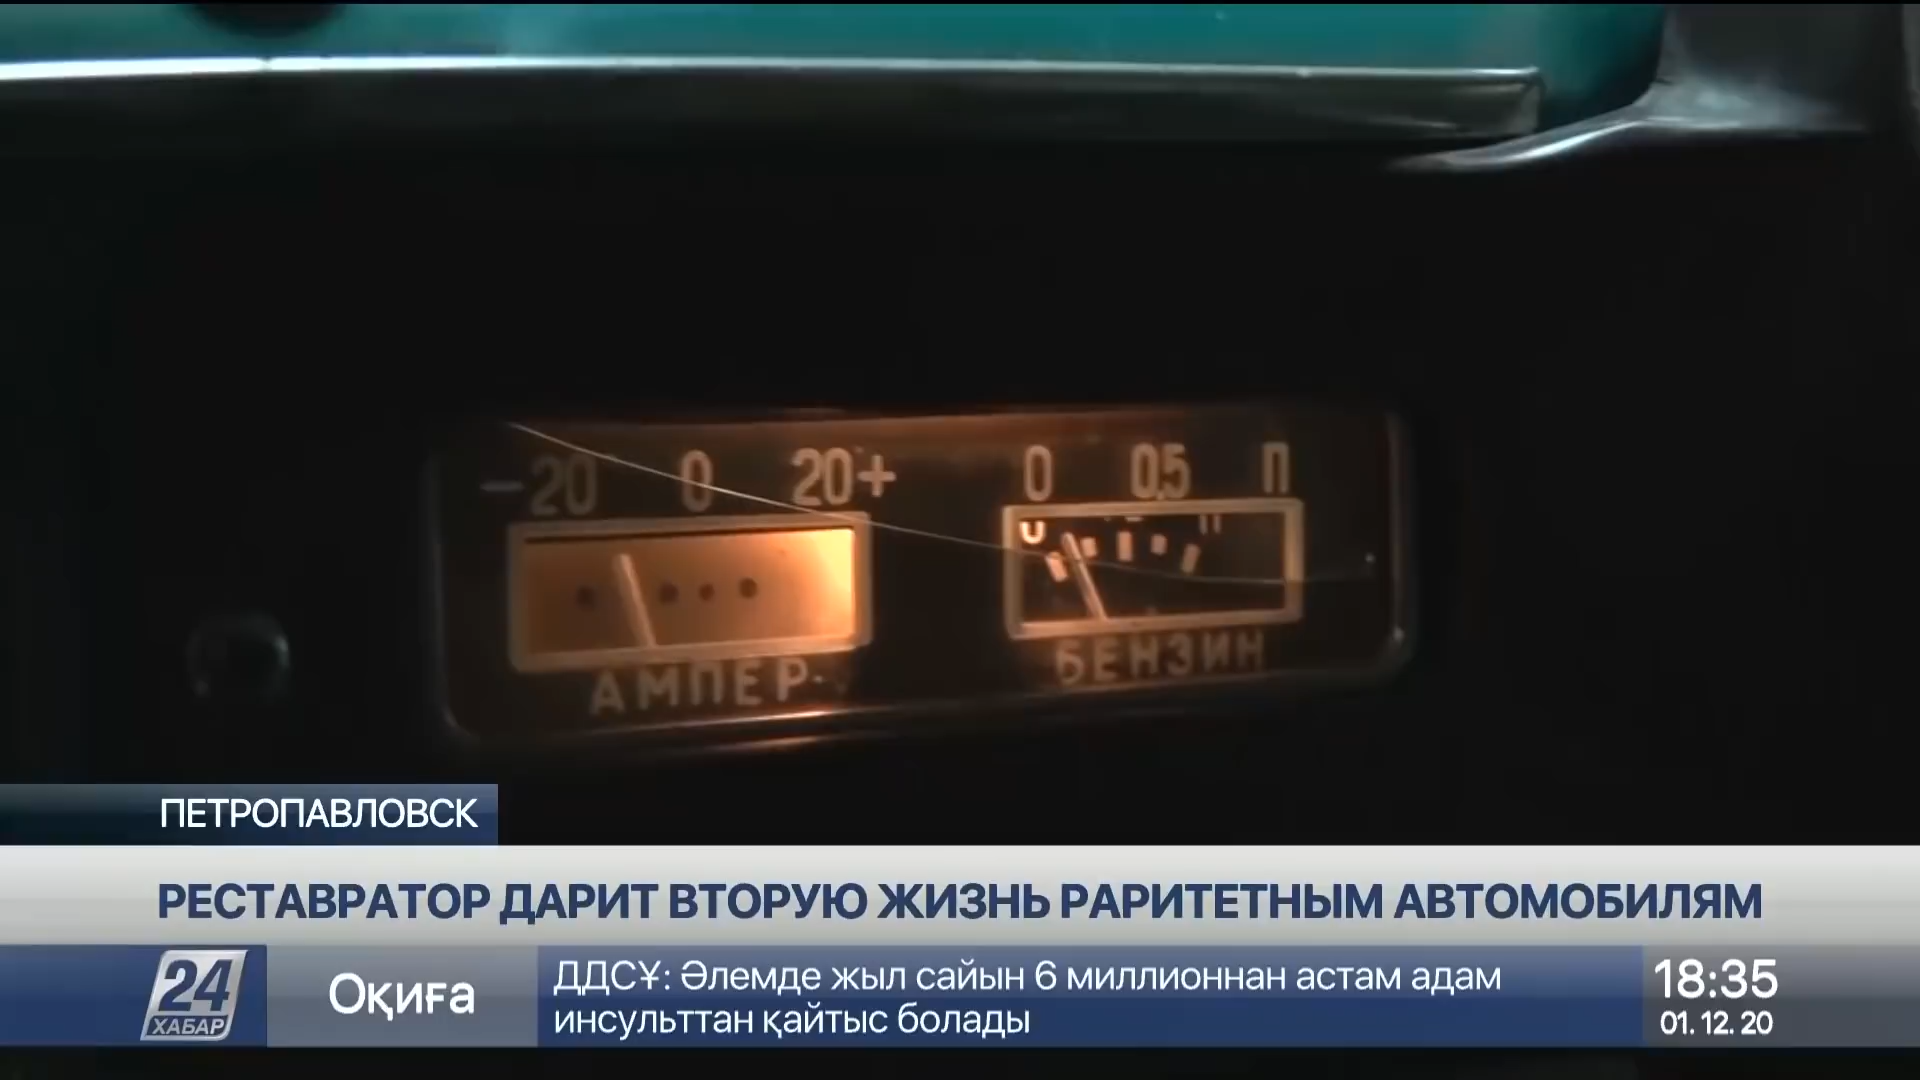 -20 0 20+
0 0,5 П
АМПЕР
БЕНЗИН
ПЕТРОПАВЛОВСК
РЕСТАВРАТОР ДАРИТ ВТОРУЮ ЖИЗНЬ РАРИТЕТНЫМ АВТОМОБИЛЯМ
24
ХАБАР
Оқиға
ДДСҰ: Әлемде жыл сайын 6 миллионнан астам адам
инсульттан қайтыс болады
18:35
01. 12. 20